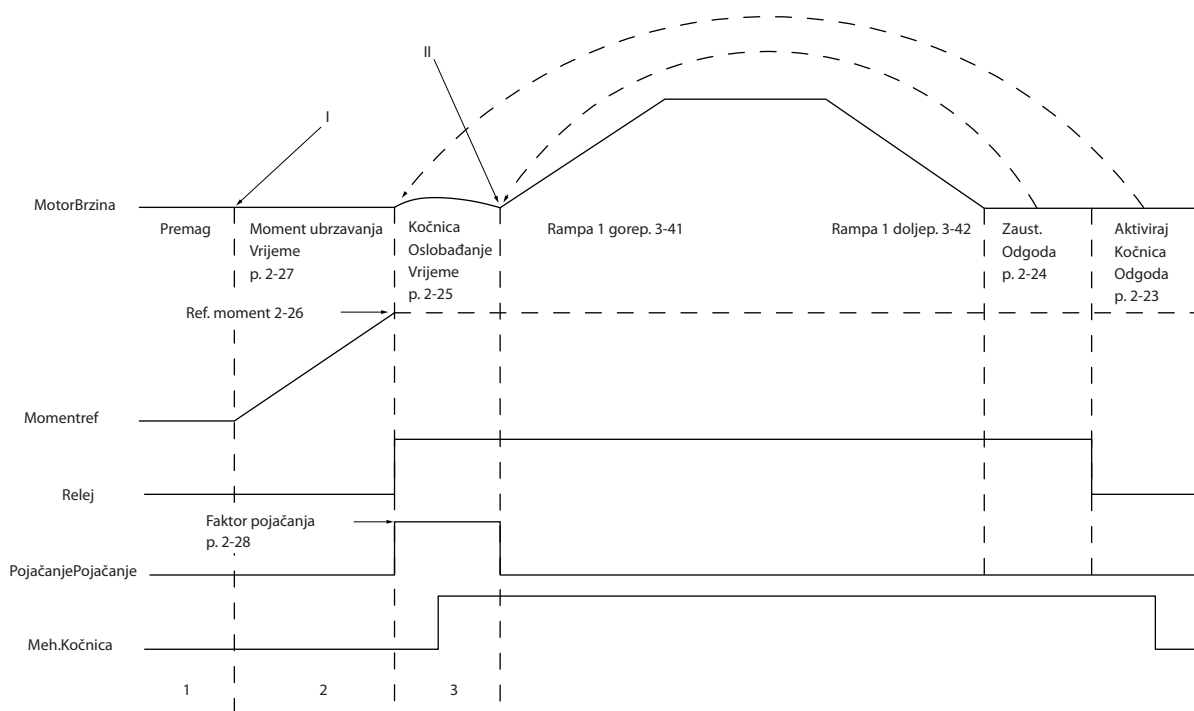 I
II
MotorBrzina
Premag
Moment ubrzavanja
Vrijeme
p. 2-27
Kočnica
Oslobađanje
Vrijeme
p. 2-25
Rampa 1 gorep. 3-41
Rampa 1 doljep. 3-42
Zaust.
Odgoda
p. 2-24
Aktiviraj
Kočnica
Odgoda
p. 2-23
Ref. moment 2-26
Momentref
Relej
Faktor pojačanja
p. 2-28
PojačanjePojačanje
Meh.Kočnica
1
2
3